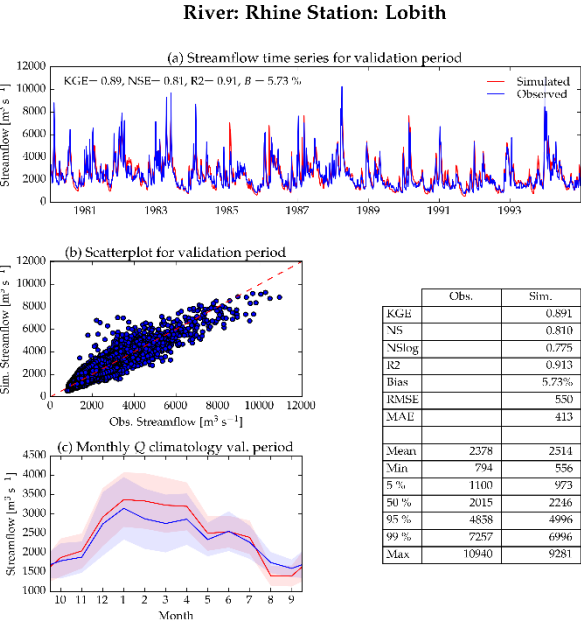 River: Rhine Station: Lobith
(a) Streamflow time series for validation period
KGE= 0.89, NSE= 0.81, R2= 0.91, B = 5.73 %
Simulated
Observed
Streamflow [m³ s⁻¹]
12000
10000
8000
6000
4000
2000
0
1981 1983 1985 1987 1989 1991 1993
(b) Scatterplot for validation period
Sim. Streamflow [m³ s⁻¹]
12000
10000
8000
6000
4000
2000
0
0 2000 4000 6000 8000 10000 12000
Obs. Streamflow [m³ s⁻¹]
(c) Monthly Q climatology val. period
Streamflow [m³ s⁻¹]
4500
4000
3500
3000
2500
2000
1500
1000
10 11 12 1 2 3 4 5 6 7 8 9
Month
Obs. Sim.
KGE 0.891
NS 0.810
NSlog 0.775
R2 0.913
Bias 5.73%
RMSE 550
MAE 413
Mean 2378 2514
Min 794 556
5 % 1100 973
50 % 2015 2246
95 % 4858 4996
99 % 7257 6996
Max 10940 9281